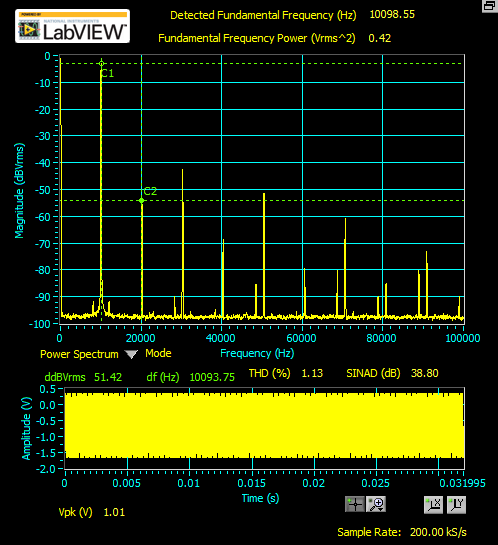 POWERED BY
NATIONAL INSTRUMENTS
LabVIEW™
Detected Fundamental Frequency (Hz) 10098.55
Fundamental Frequency Power (Vrms^2) 0.42
Magnitude (dBVrms)
0
-10
-20
-30
-40
-50
-60
-70
-80
-90
-100
C1
C2
0 20000 40000 60000 80000 100000
Power Spectrum Mode Frequency (Hz)
ddBVrms 51.42 df (Hz) 10093.75 THD (%) 1.13 SINAD (dB) 38.80
Amplitude (V)
0.5
0.0
-0.5
-1.0
-1.5
-2.0
0 0.005 0.01 0.015 0.02 0.025 0.031995
Time (s)
Vpk (V) 1.01
X Y
Sample Rate: 200.00 kS/s